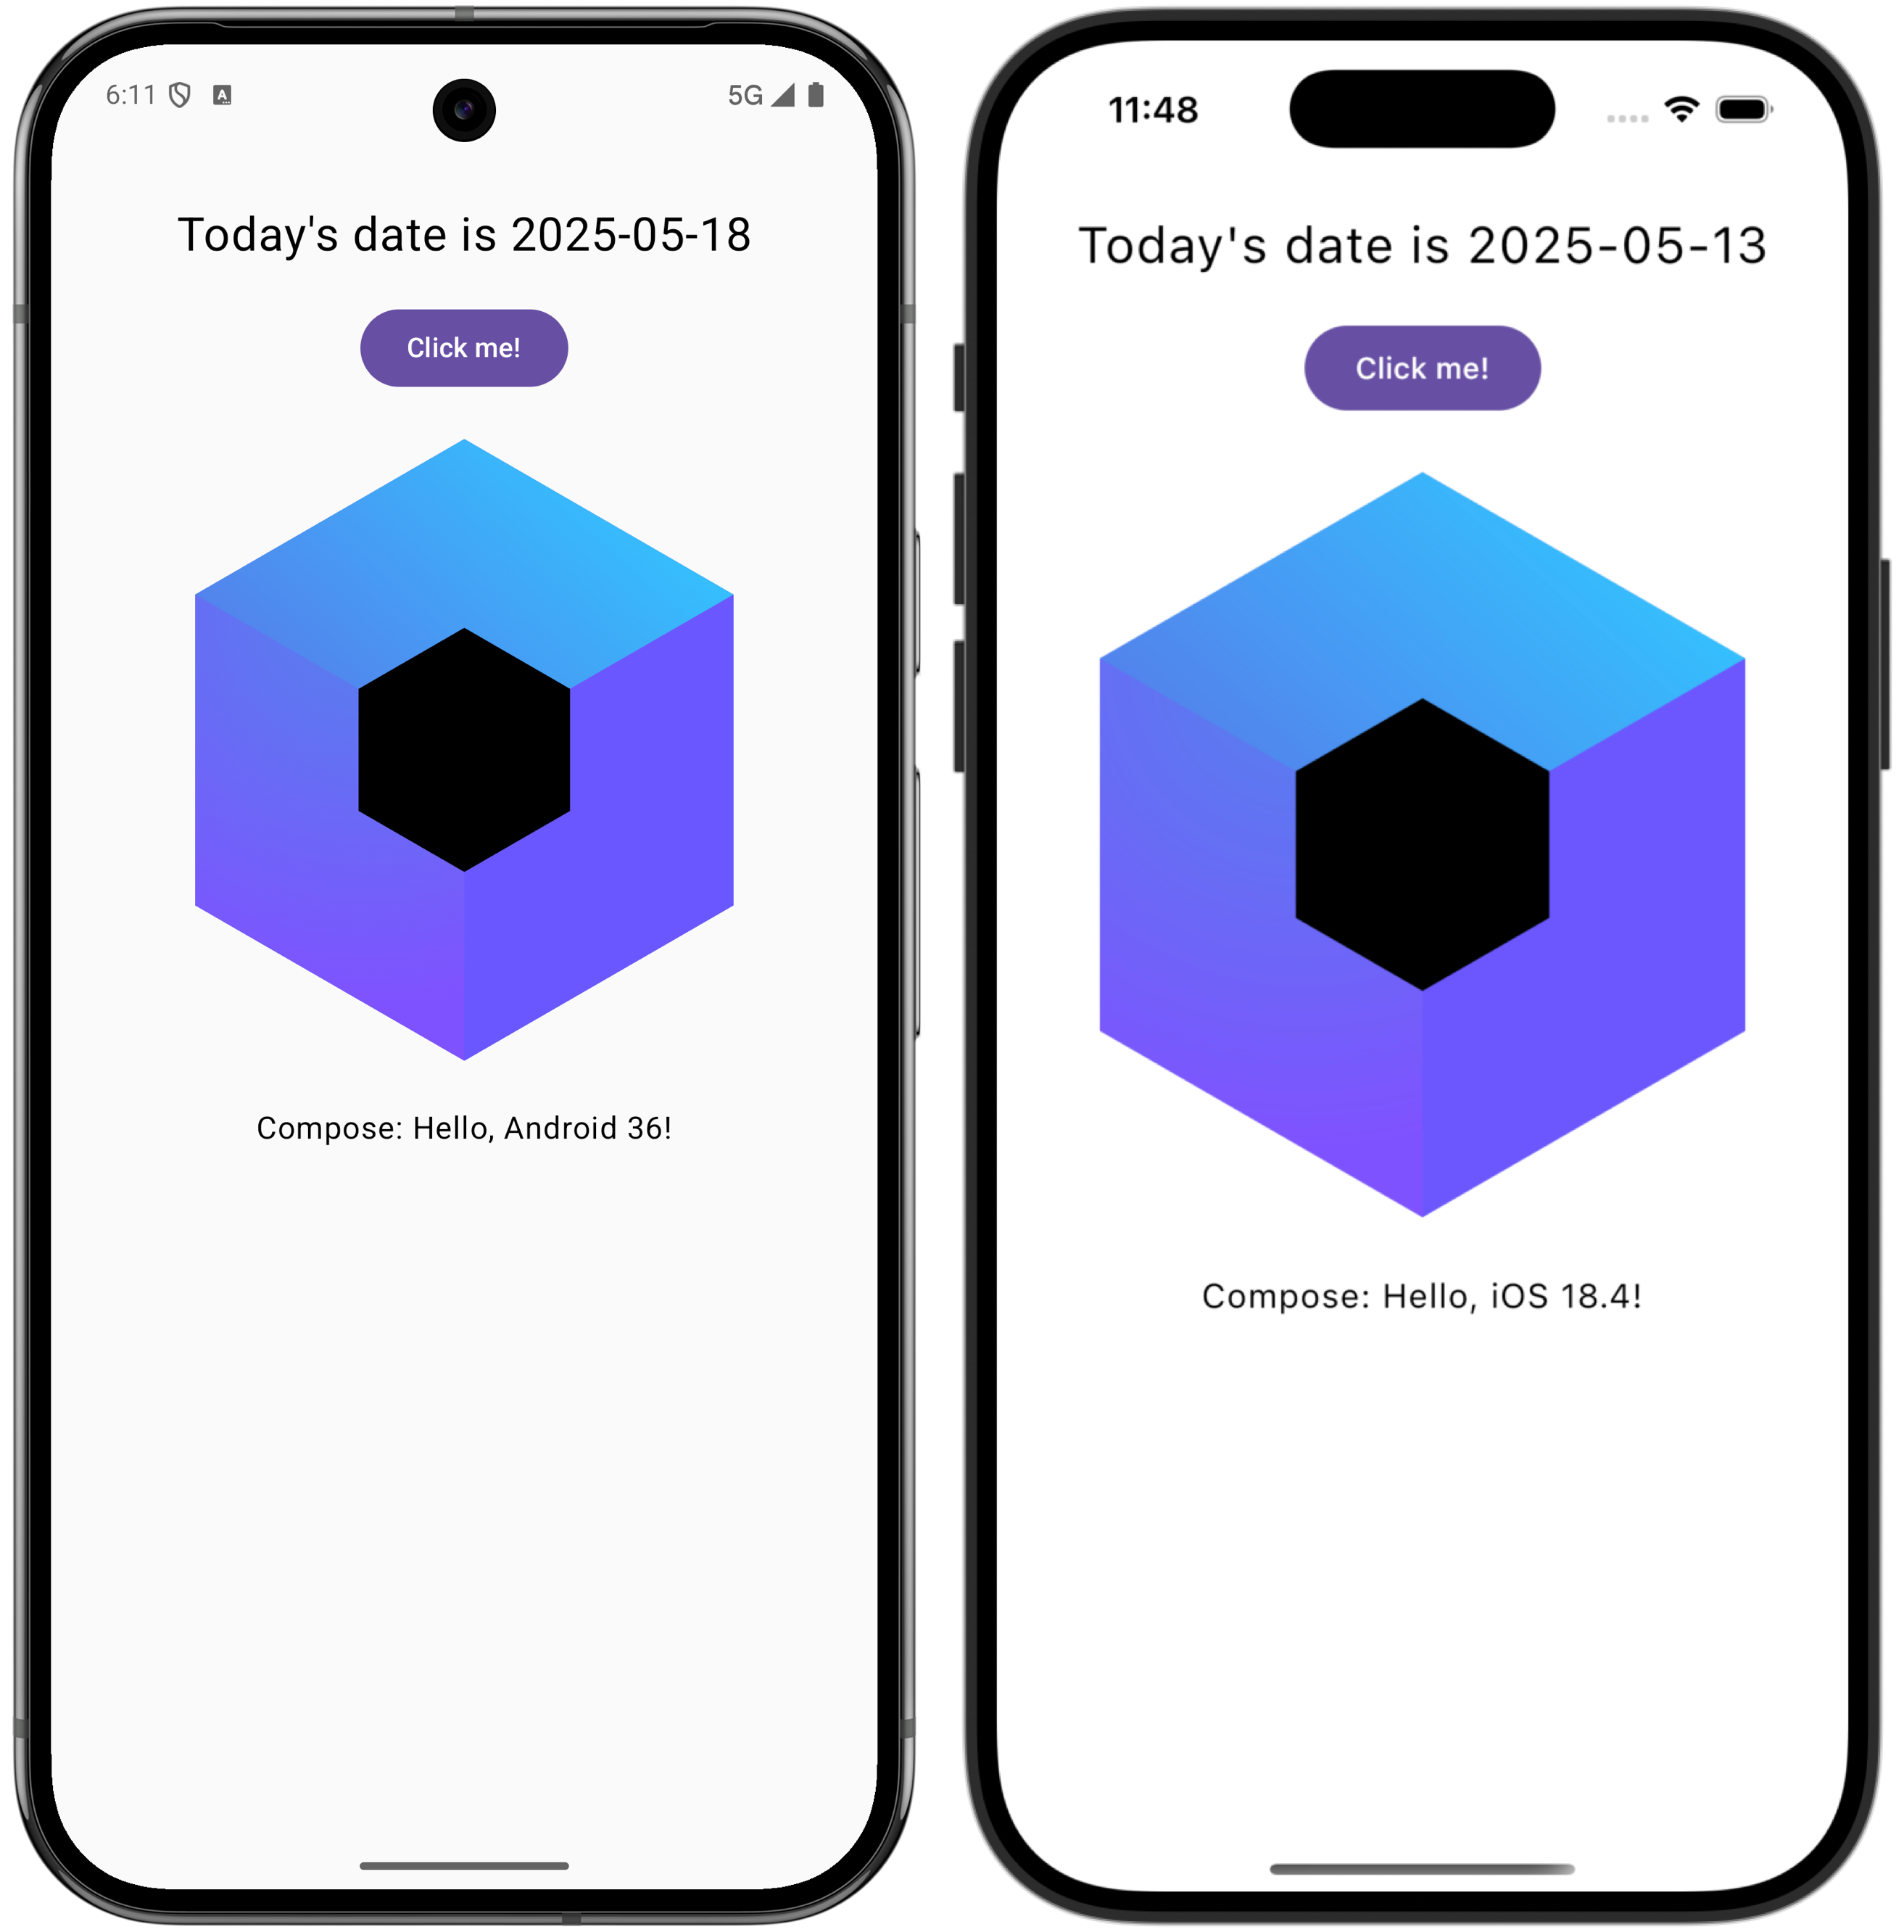 6:11
5G
Today's date is 2025-05-18
Click me!
Compose: Hello, Android 36!
11:48
Today's date is 2025-05-13
Click me!
Compose: Hello, iOS 18.4!